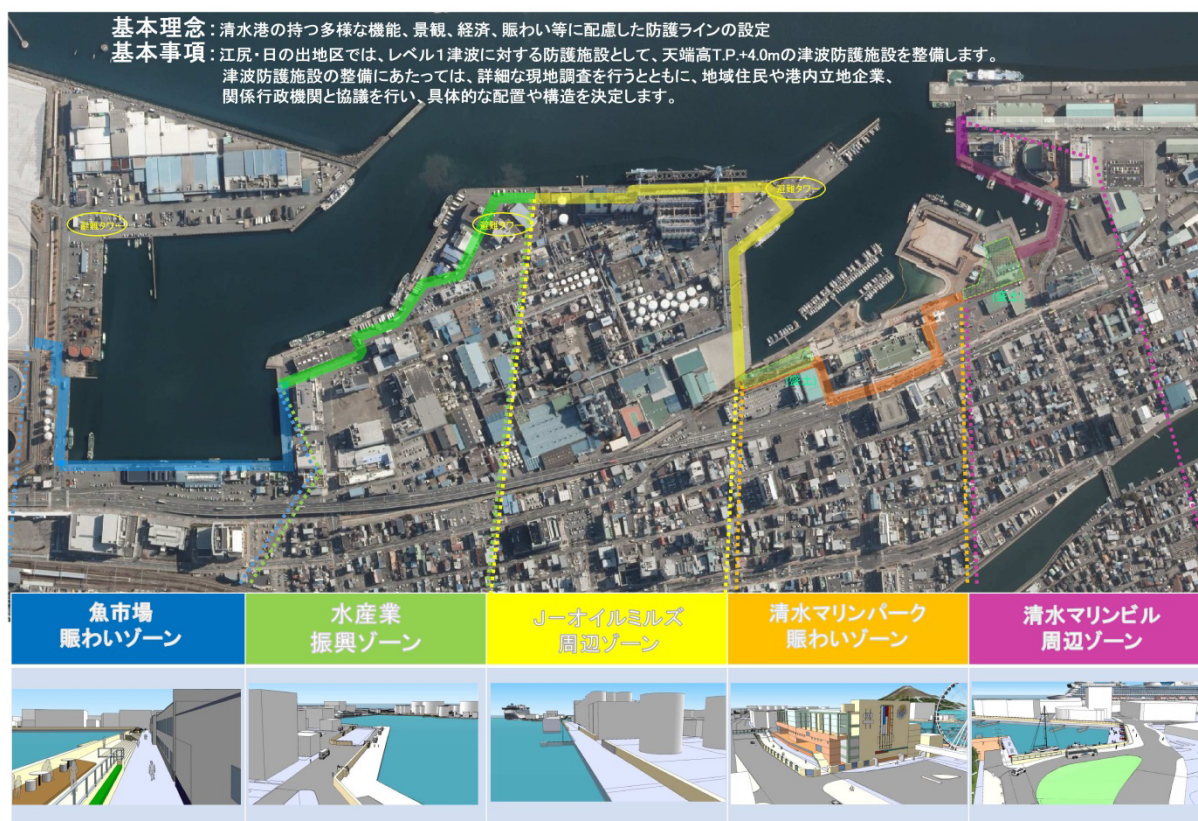 基本理念：清水港の持つ多様な機能、景観、経済、賑わい等に配慮した防護ラインの設定
基本事項：江尻・日の出地区では、レベル1津波に対する防護施設として、天端高T.P.+4.0mの津波防護施設を整備します。
津波防護施設の整備にあたっては、詳細な現地調査を行うとともに、地域住民や港内立地企業、
関係行政機関と協議を行い、具体的な配置や構造を決定します。
避難タワー
避難タワー
避難タワー
(盛土)
(盛土)
魚市場
賑わいゾーン
水産業
振興ゾーン
Jーオイルミルズ
周辺ゾーン
清水マリンパーク
賑わいゾーン
清水マリンビル
周辺ゾーン